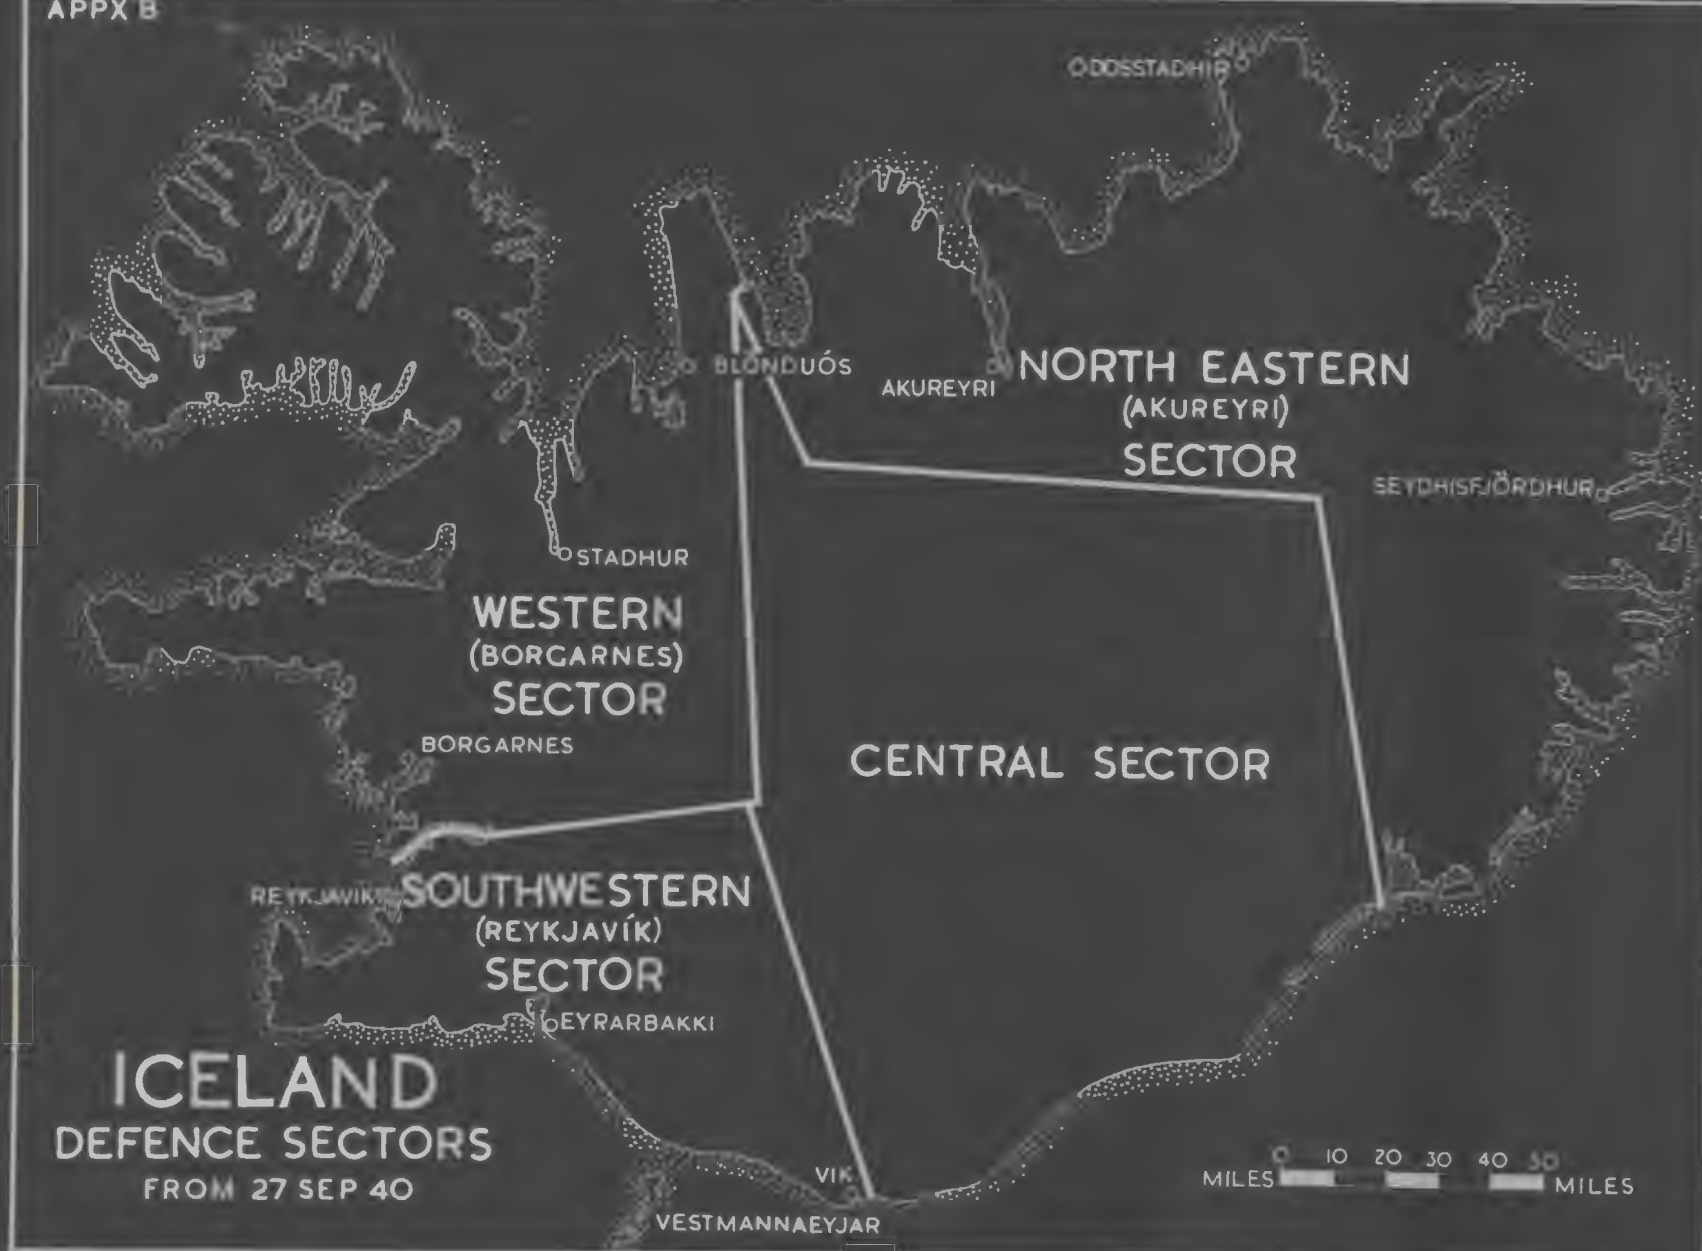 APPX B
ODDSSTADHIR
BLÖNDUÓS
AKUREYRI
NORTH EASTERN
(AKUREYRI)
SECTOR
SEYDHISFJÖRDHUR
STADHUR
WESTERN
(BORGARNES)
SECTOR
BORGARNES
CENTRAL SECTOR
REYKJAVIK
SOUTHWESTERN
(REYKJAVÍK)
SECTOR
EYRARBAKKI
ICELAND
DEFENCE SECTORS
FROM 27 SEP 40
VIK
VESTMANNAEYJAR
0 10 20 30 40 50
MILES MILES